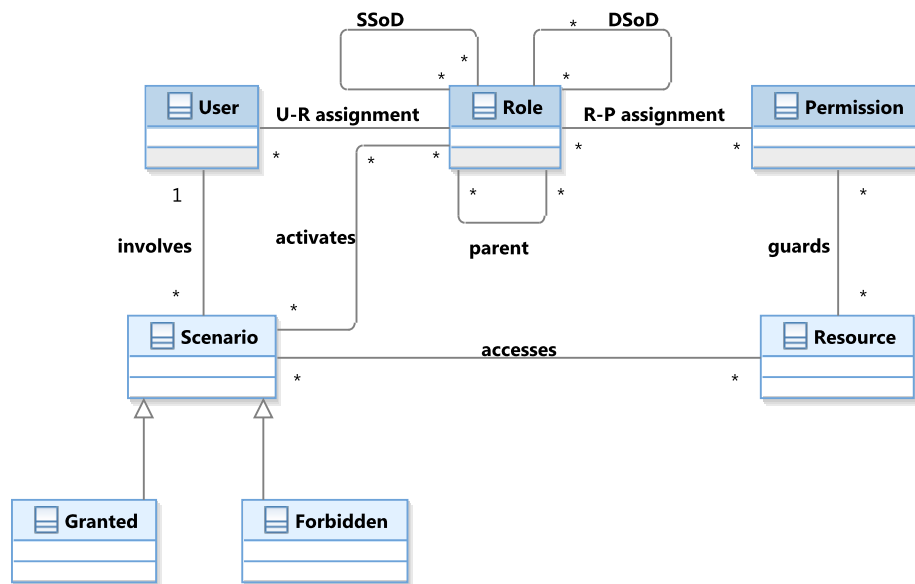 SSoD
DSoD
*
*
*
*
User
Role
Permission
U-R assignment
R-P assignment
*
*
*
*
*
1
*
*
*
involves
activates
parent
guards
*
*
*
Scenario
Resource
accesses
*
*
Granted
Forbidden